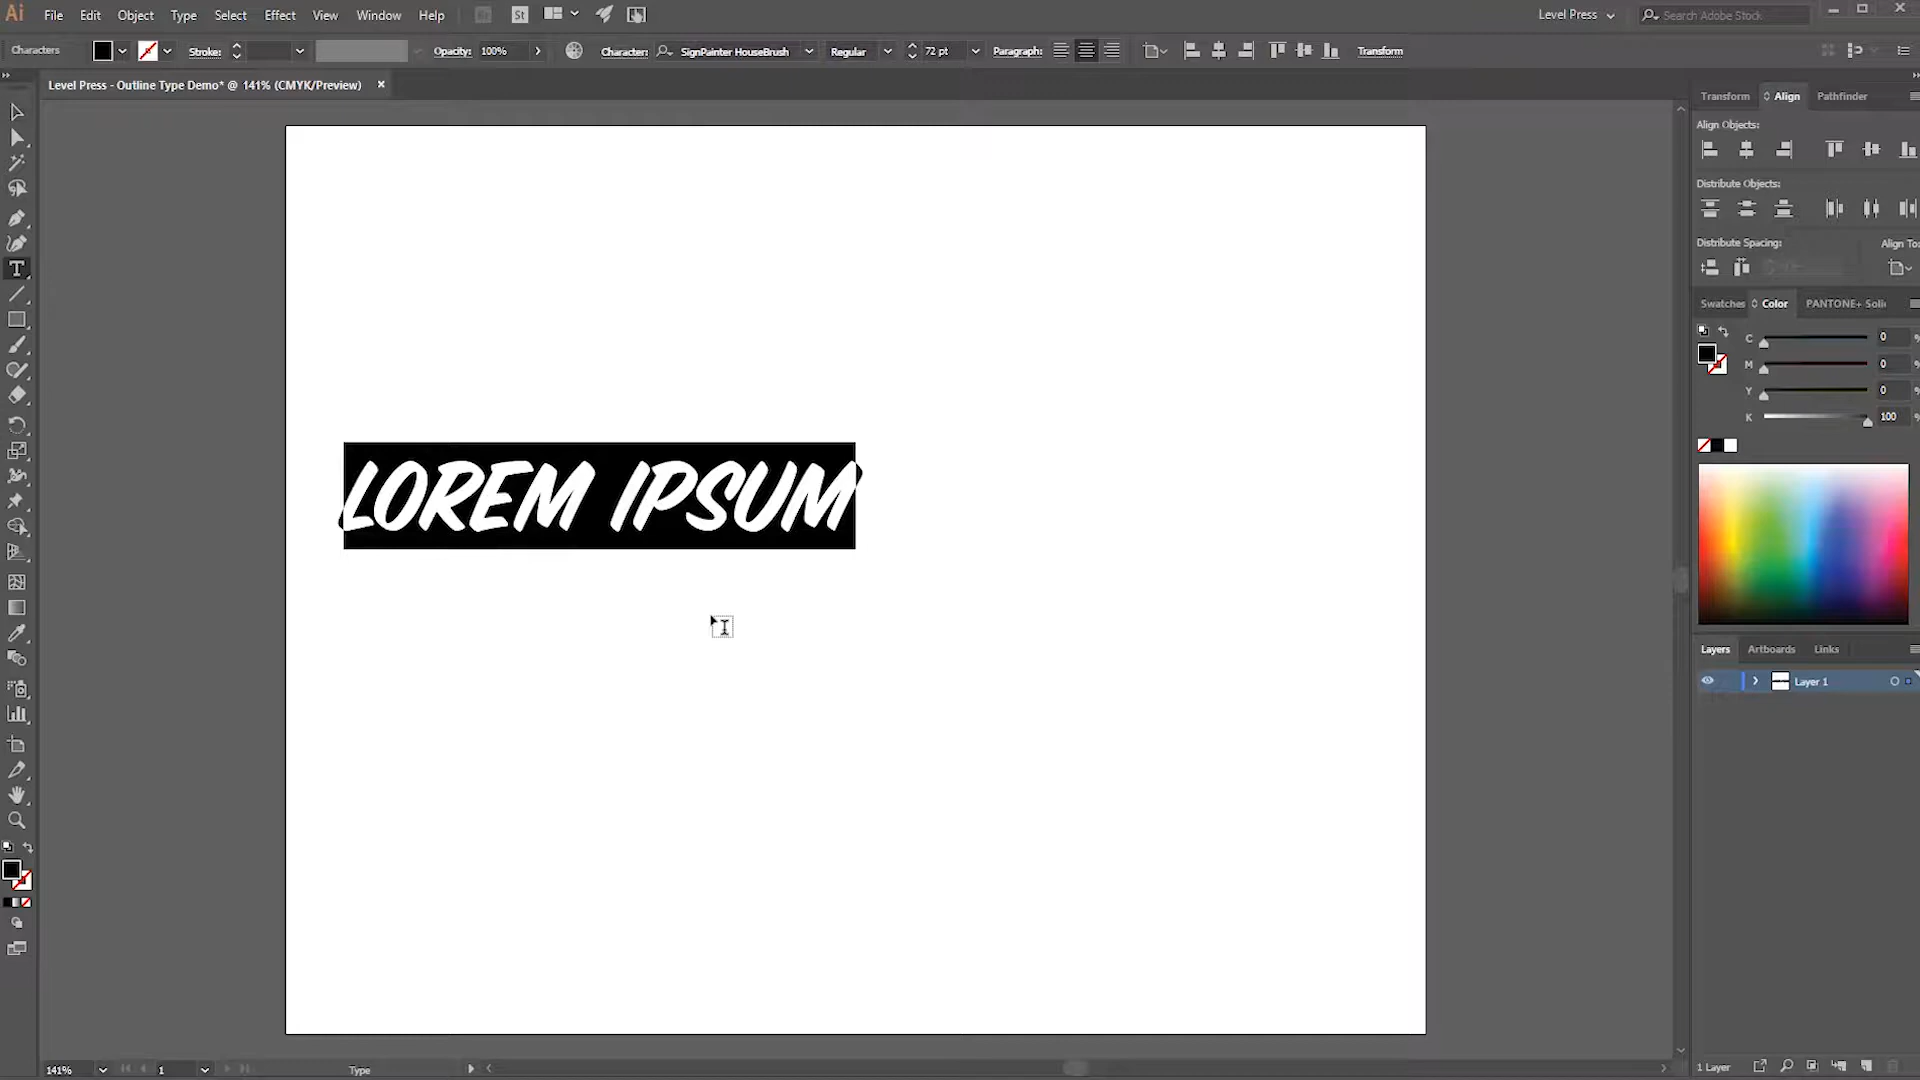 Ai File Edit Object Type Select Effect View Window Help Br St Level Press Search Adobe Stock
Characters Stroke: Opacity: 100% Character: SignPainter HouseBrush Regular 72 pt Paragraph: Transform
Level Press - Outline Type Demo* @ 141% (CMYK/Preview) ×
Transform Align Pathfinder
Align Objects:
Distribute Objects:
Distribute Spacing: Align To:
Swatches Color PANTONE+ Soli
C 0 %
M 0 %
Y 0 %
K 100 %
LOREM IPSUM
Layers Artboards Links
Layer 1
141% 1 Type 1 Layer